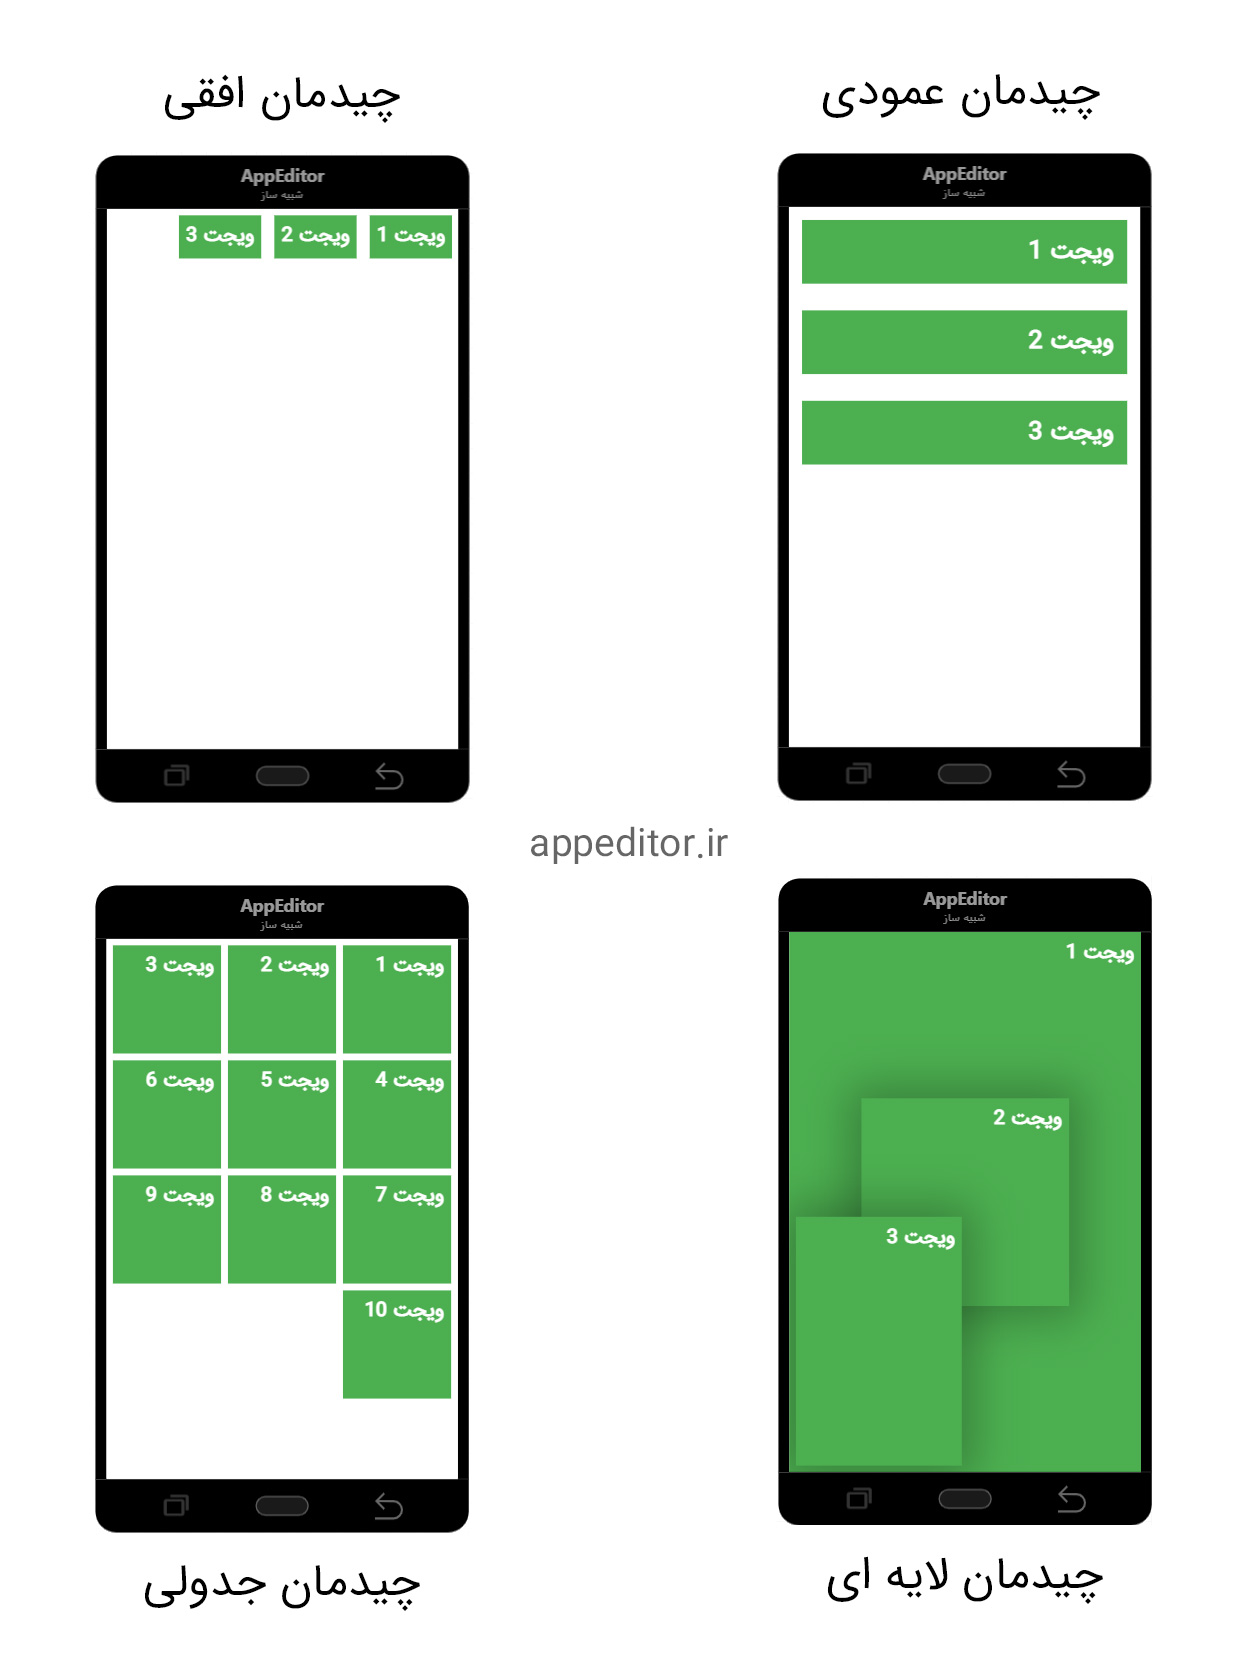 چیدمان عمودی
AppEditor
شبیه ساز
ویجت 1
ویجت 2
ویجت 3
چیدمان افقی
AppEditor
شبیه ساز
ویجت 1 ویجت 2 ویجت 3
appeditor.ir
AppEditor
شبیه ساز
ویجت 1
ویجت 2
ویجت 3
چیدمان لایه ای
AppEditor
شبیه ساز
ویجت 1 ویجت 2 ویجت 3
ویجت 4 ویجت 5 ویجت 6
ویجت 7 ویجت 8 ویجت 9
ویجت 10
چیدمان جدولی